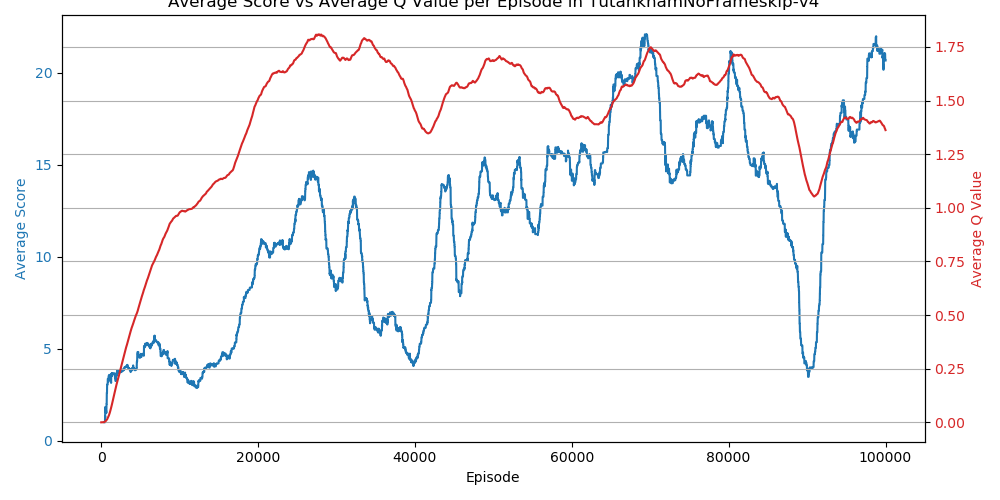 Average Score vs Average Q Value per Episode in TutankhamNoFrameskip-v4
20
15
10
5
0
Average Score
1.75
1.50
1.25
1.00
0.75
0.50
0.25
0.00
Average Q Value
0 20000 40000 60000 80000 100000
Episode